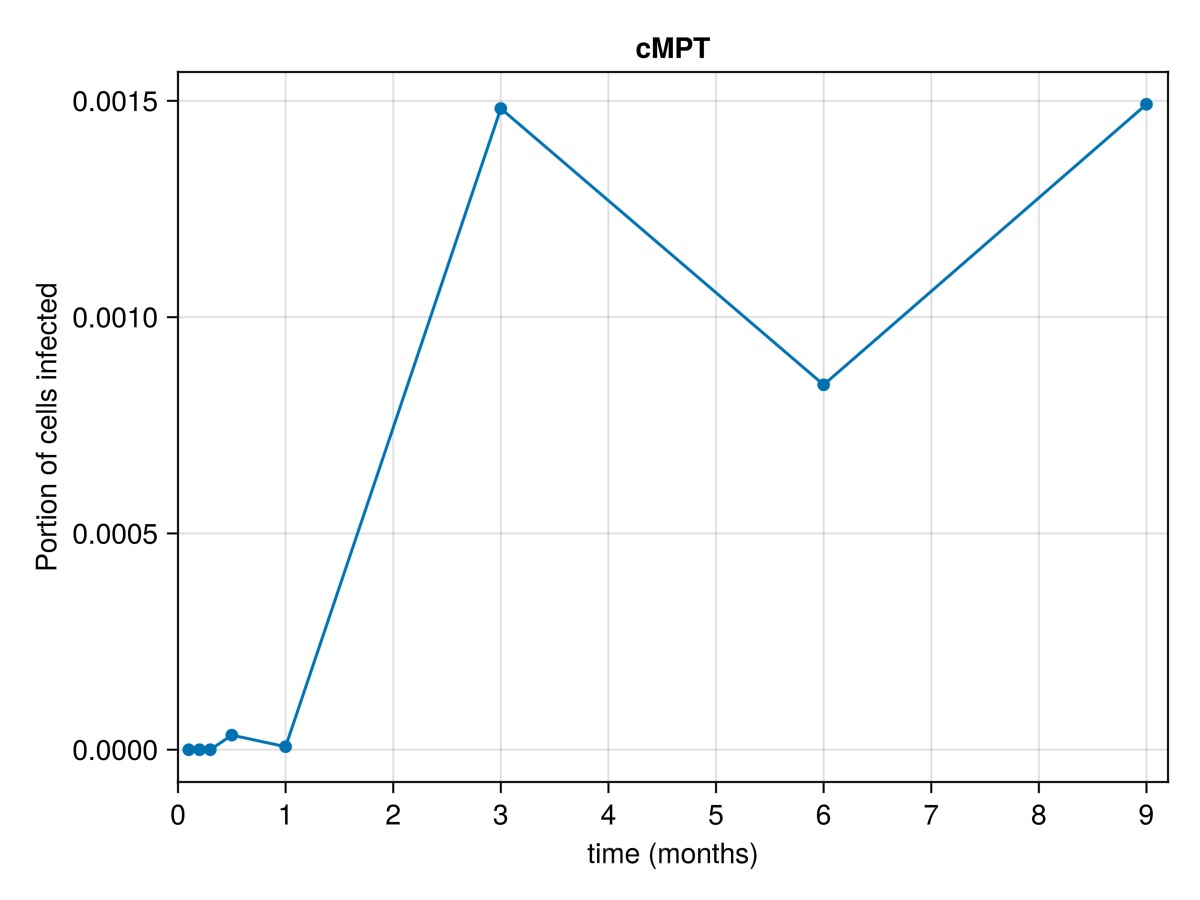 cMPT
0.0015
0.0010
0.0005
0.0000
Portion of cells infected
0 1 2 3 4 5 6 7 8 9
time (months)